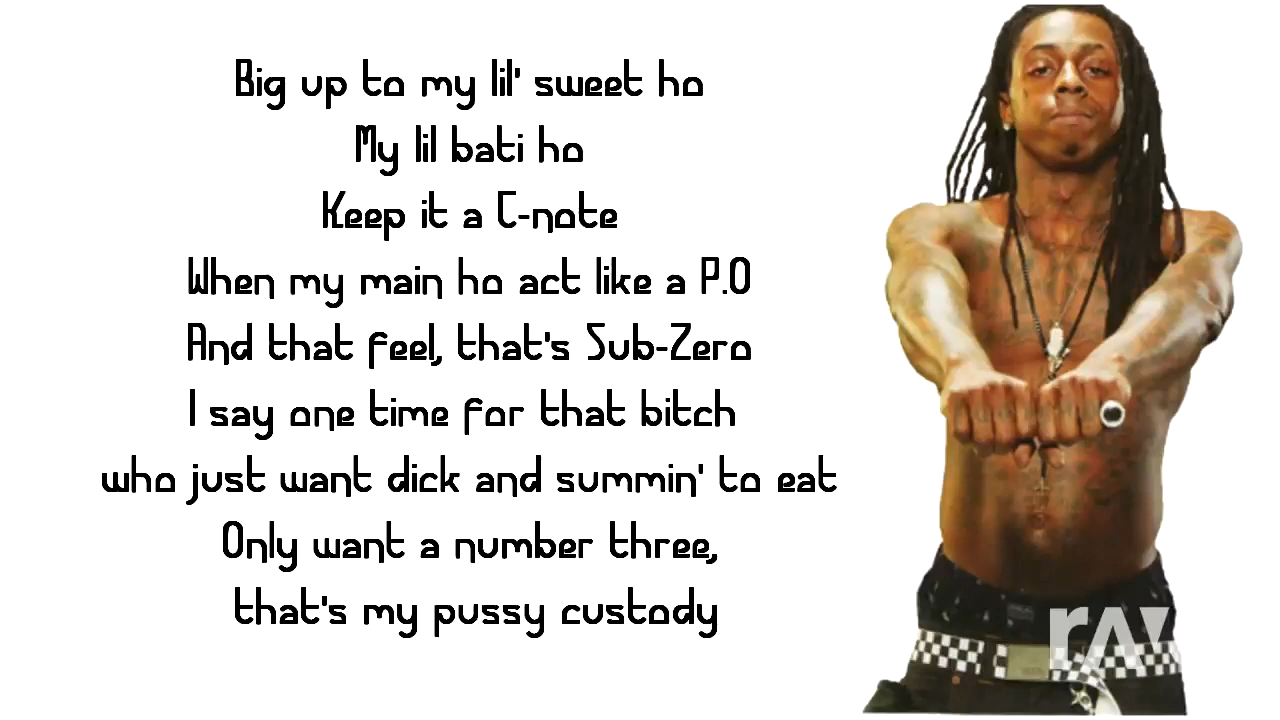 Big up to my lil' sweet ho
My lil bati ho
Keep it a C-note
When my main ho act like a P.O
And that feel, that's Sub-Zero
I say one time for that bitch
who just want dick and summin' to eat
Only want a number three,
that's my pussy custody